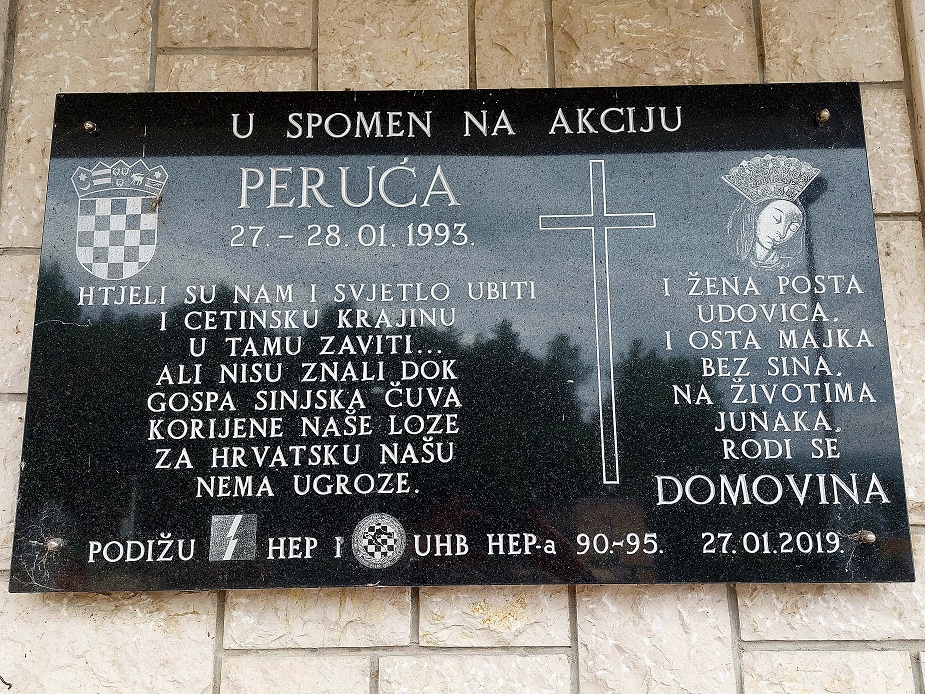 U SPOMEN NA AKCIJU
PERUĆA
27. – 28. 01. 1993.
HTJELI SU NAM I SVJETLO UBITI
I CETINSKU KRAJINU
U TAMU ZAVITI...
ALI NISU ZNALI DOK
GOSPA SINJSKA ČUVA
KORIJENE NAŠE LOZE
ZA HRVATSKU NAŠU
NEMA UGROZE.
I ŽENA POSTA
UDOVICA,
I OSTA MAJKA
BEZ SINA,
NA ŽIVOTIMA
JUNAKA,
RODI SE
DOMOVINA
PODIŽU HEP I UHB HEP-a 90.-95. 27.01.2019.